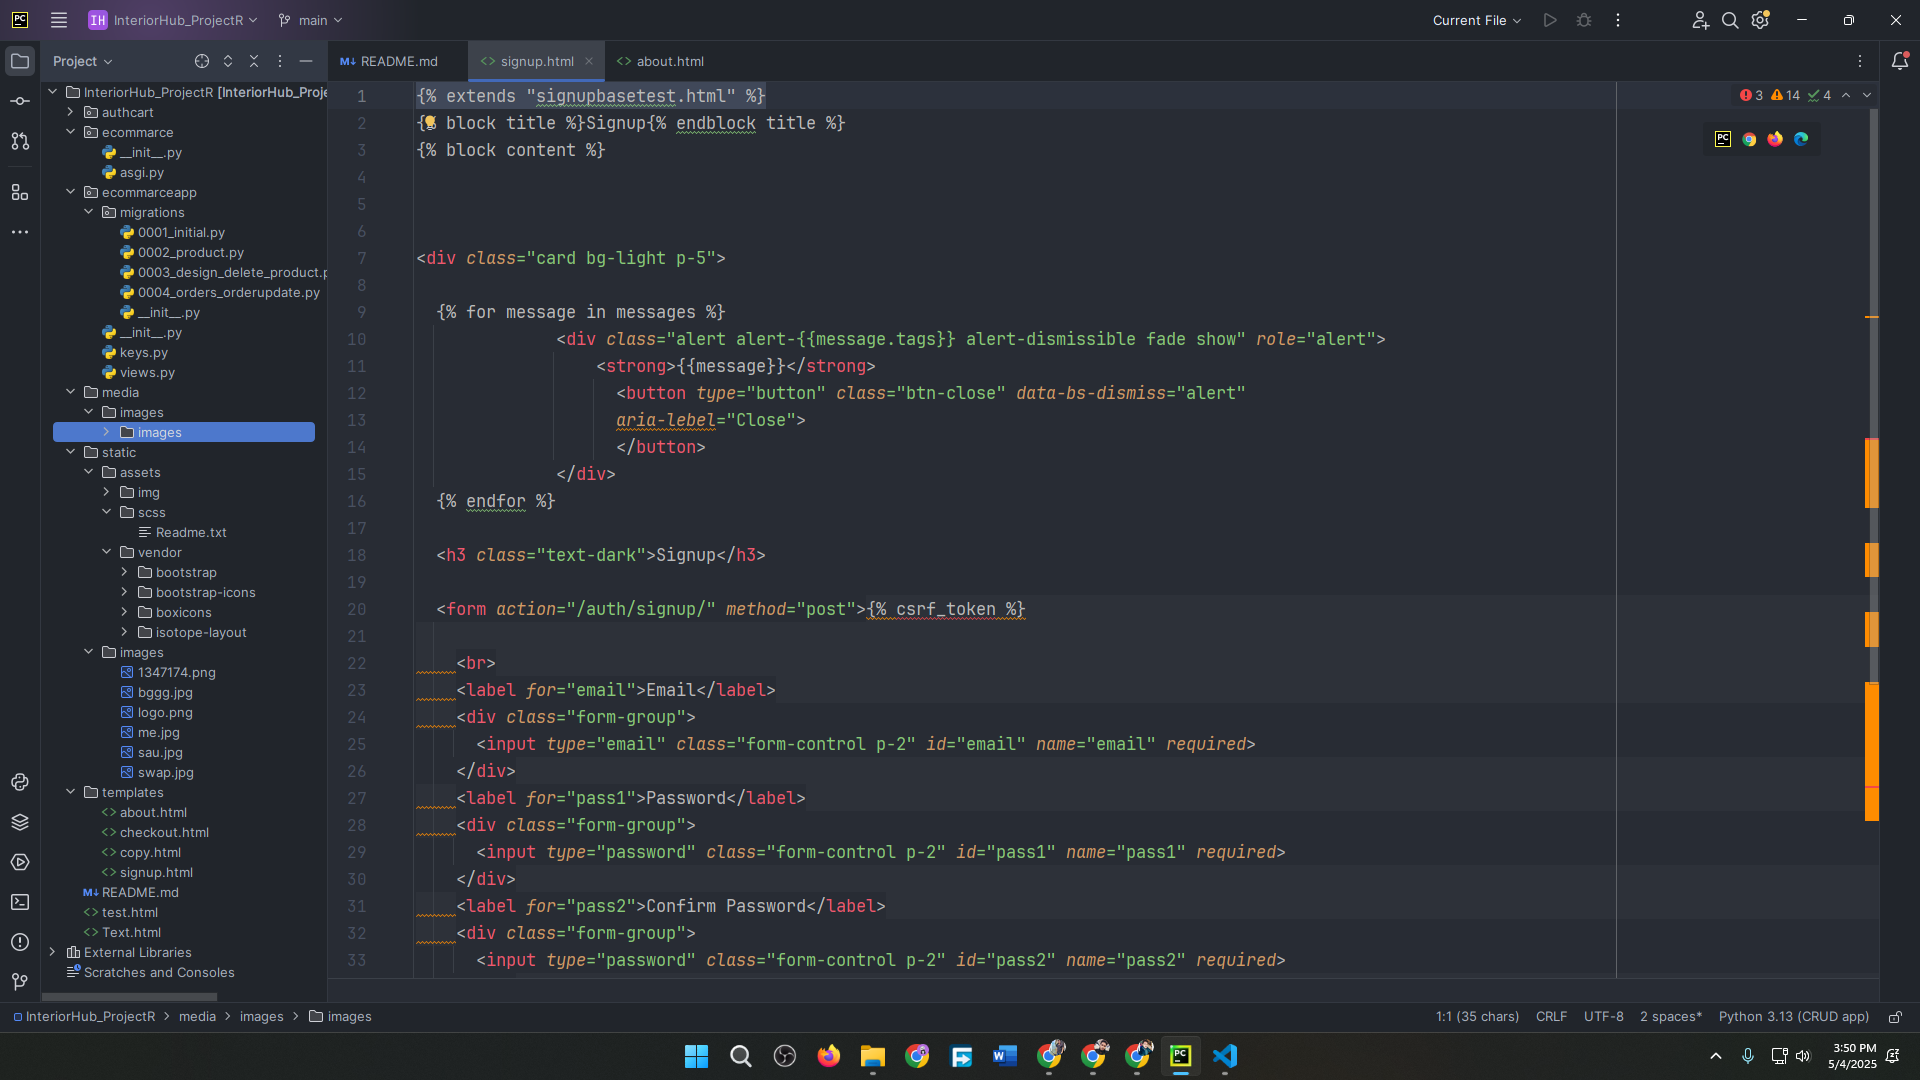 PC
IH InteriorHub_ProjectR
main
Current File
Project
README.md
signup.html
about.html
InteriorHub_ProjectR [InteriorHub_Proje
authcart
ecommarce
__init__.py
asgi.py
ecommarceapp
migrations
0001_initial.py
0002_product.py
0003_design_delete_product.p
0004_orders_orderupdate.py
__init__.py
__init__.py
keys.py
views.py
media
images
images
static
assets
img
scss
Readme.txt
vendor
bootstrap
bootstrap-icons
boxicons
isotope-layout
images
1347174.png
bggg.jpg
logo.png
me.jpg
sau.jpg
swap.jpg
templates
about.html
checkout.html
copy.html
signup.html
README.md
test.html
Text.html
External Libraries
Scratches and Consoles
3 14 4
1 {% extends "signupbasetest.html" %}
2 {% block title %}Signup{% endblock title %}
3 {% block content %}
4
5
6
7 <div class="card bg-light p-5">
8
9 {% for message in messages %}
10 <div class="alert alert-{{message.tags}} alert-dismissible fade show" role="alert">
11 <strong>{{message}}</strong>
12 <button type="button" class="btn-close" data-bs-dismiss="alert"
13 aria-lebel="Close">
14 </button>
15 </div>
16 {% endfor %}
17
18 <h3 class="text-dark">Signup</h3>
19
20 <form action="/auth/signup/" method="post">{% csrf_token %}
21
22 <br>
23 <label for="email">Email</label>
24 <div class="form-group">
25 <input type="email" class="form-control p-2" id="email" name="email" required>
26 </div>
27 <label for="pass1">Password</label>
28 <div class="form-group">
29 <input type="password" class="form-control p-2" id="pass1" name="pass1" required>
30 </div>
31 <label for="pass2">Confirm Password</label>
32 <div class="form-group">
33 <input type="password" class="form-control p-2" id="pass2" name="pass2" required>
InteriorHub_ProjectR > media > images > images
1:1 (35 chars) CRLF UTF-8 2 spaces* Python 3.13 (CRUD app)
3:50 PM
5/4/2025